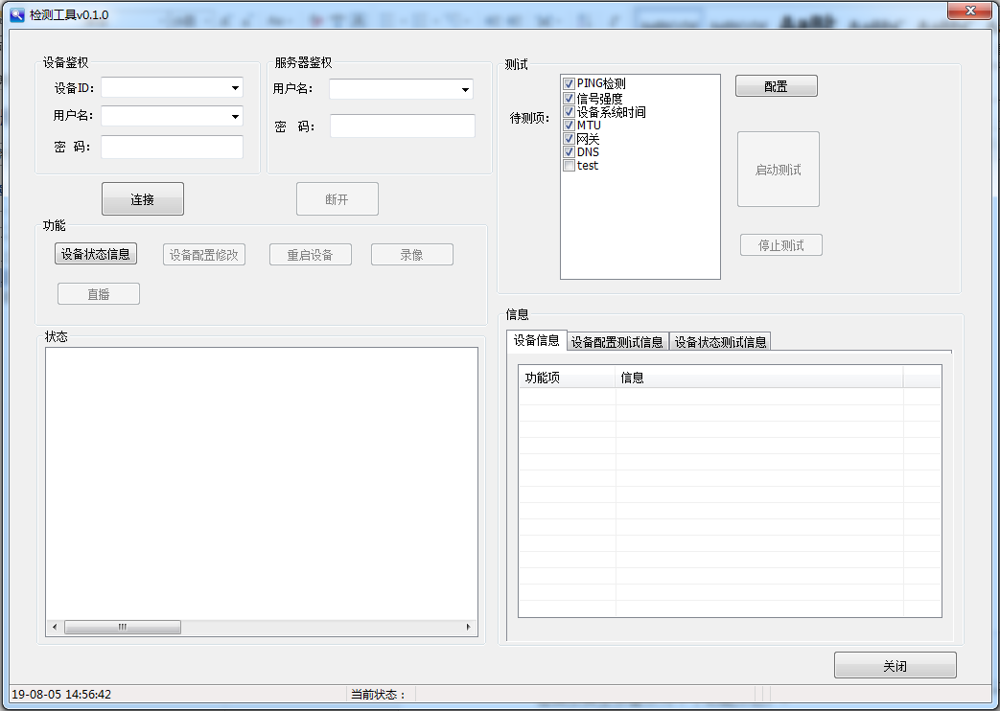 检测工具v0.1.0
设备鉴权
设备ID:
用户名:
密 码:
服务器鉴权
用户名:
密 码:
连接
断开
功能
设备状态信息
设备配置修改
重启设备
录像
直播
状态
测试
待测项:
PING检测
信号强度
设备系统时间
MTU
网关
DNS
test
配置
启动测试
停止测试
信息
设备信息
设备配置测试信息
设备状态测试信息
功能项
信息
关闭
19-08-05 14:56:42
当前状态：